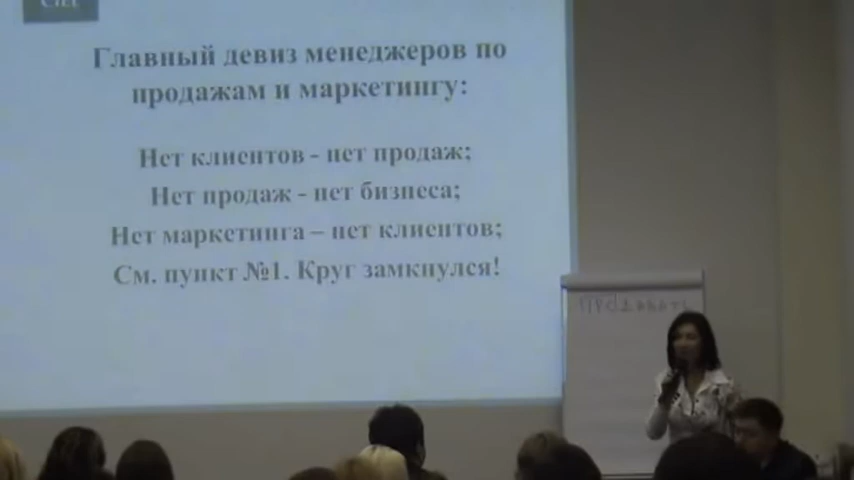 Главный девиз менеджеров по
продажам и маркетингу:
Нет клиентов - нет продаж;
Нет продаж - нет бизнеса;
Нет маркетинга – нет клиентов;
См. пункт №1. Круг замкнулся!
ПРОДАВАТЬ